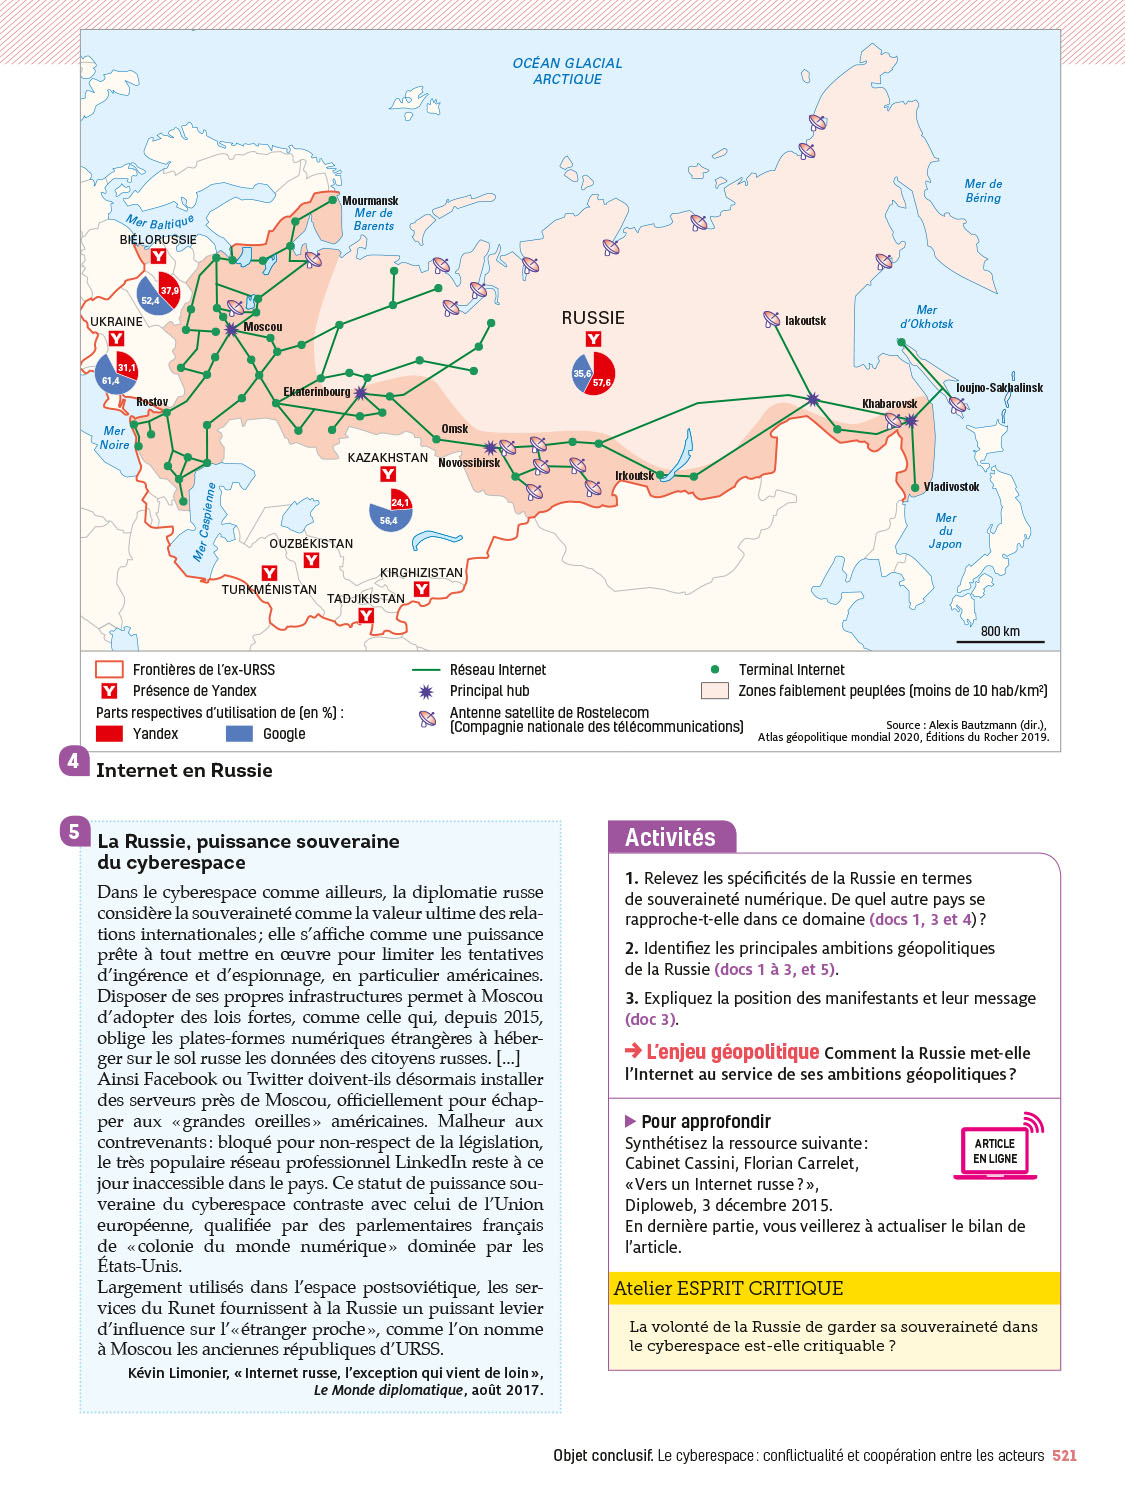 OCÉAN GLACIAL
ARCTIQUE
Mer de
Béring
Mourmansk
Mer de
Barents
Mer Baltique
BIÉLORUSSIE
Y
37,9
52,4
UKRAINE
Y
31,1
61,4
Moscou
RUSSIE
Y
35,6
57,6
Iakoutsk
Mer
d'Okhotsk
Ioujno-Sakhalinsk
Khabarovsk
Ekaterinbourg
Rostov
Mer
Noire
Omsk
Novossibirsk
Irkoutsk
Vladivostok
KAZAKHSTAN
Y
24,1
56,4
Mer Caspienne
Mer
du
Japon
OUZBÉKISTAN
Y
Y
TURKMÉNISTAN
KIRGHIZISTAN
Y
TADJIKISTAN
Y
800 km
Frontières de l'ex-URSS
Y Présence de Yandex
Parts respectives d'utilisation de (en %) :
Yandex Google
Réseau Internet
Principal hub
Antenne satellite de Rostelecom
(Compagnie nationale des télécommunications)
Terminal Internet
Zones faiblement peuplées (moins de 10 hab/km²)
Source : Alexis Bautzmann (dir.),
Atlas géopolitique mondial 2020, Éditions du Rocher 2019.
4 Internet en Russie
5 La Russie, puissance souveraine
du cyberespace
Dans le cyberespace comme ailleurs, la diplomatie russe
considère la souveraineté comme la valeur ultime des rela-
tions internationales ; elle s'affiche comme une puissance
prête à tout mettre en œuvre pour limiter les tentatives
d'ingérence et d'espionnage, en particulier américaines.
Disposer de ses propres infrastructures permet à Moscou
d'adopter des lois fortes, comme celle qui, depuis 2015,
oblige les plates-formes numériques étrangères à héber-
ger sur le sol russe les données des citoyens russes. [...]
Ainsi Facebook ou Twitter doivent-ils désormais installer
des serveurs près de Moscou, officiellement pour échap-
per aux « grandes oreilles » américaines. Malheur aux
contrevenants : bloqué pour non-respect de la législation,
le très populaire réseau professionnel LinkedIn reste à ce
jour inaccessible dans le pays. Ce statut de puissance sou-
veraine du cyberespace contraste avec celui de l'Union
européenne, qualifiée par des parlementaires français
de « colonie du monde numérique » dominée par les
États-Unis.
Largement utilisés dans l'espace postsoviétique, les ser-
vices du Runet fournissent à la Russie un puissant levier
d'influence sur l'« étranger proche », comme l'on nomme
à Moscou les anciennes républiques d'URSS.
Kévin Limonier, « Internet russe, l'exception qui vient de loin »,
Le Monde diplomatique, août 2017.
Activités
1. Relevez les spécificités de la Russie en termes
de souveraineté numérique. De quel autre pays se
rapproche-t-elle dans ce domaine (docs 1, 3 et 4) ?
2. Identifiez les principales ambitions géopolitiques
de la Russie (docs 1 à 3, et 5).
3. Expliquez la position des manifestants et leur message
(doc 3).
➔ L'enjeu géopolitique Comment la Russie met-elle
l'Internet au service de ses ambitions géopolitiques ?
▶ Pour approfondir
Synthétisez la ressource suivante :
Cabinet Cassini, Florian Carrelet,
« Vers un Internet russe ? »,
Diploweb, 3 décembre 2015.
En dernière partie, vous veillerez à actualiser le bilan de
l'article.
ARTICLE
EN LIGNE
Atelier ESPRIT CRITIQUE
La volonté de la Russie de garder sa souveraineté dans
le cyberespace est-elle critiquable ?
Objet conclusif. Le cyberespace : conflictualité et coopération entre les acteurs 521